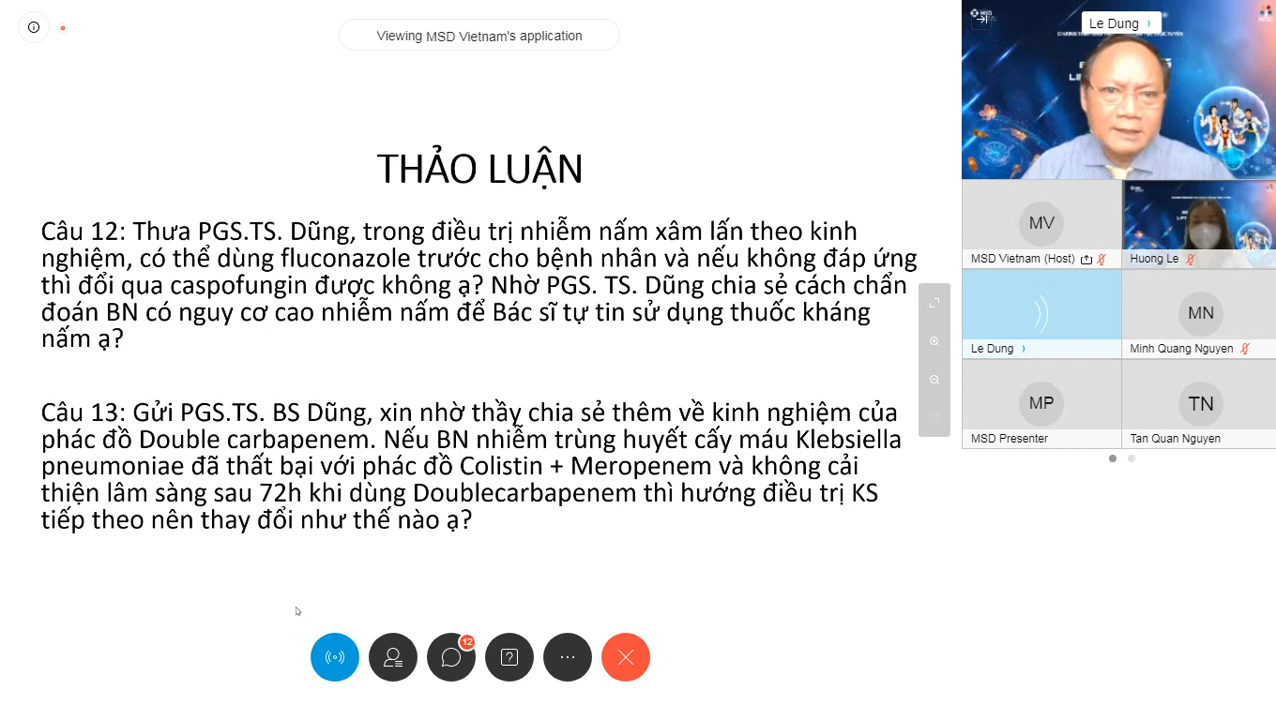 Viewing MSD Vietnam's application
THẢO LUẬN
Câu 12: Thưa PGS.TS. Dũng, trong điều trị nhiễm nấm xâm lấn theo kinh
nghiệm, có thể dùng fluconazole trước cho bệnh nhân và nếu không đáp ứng
thì đổi qua caspofungin được không ạ? Nhờ PGS. TS. Dũng chia sẻ cách chẩn
đoán BN có nguy cơ cao nhiễm nấm để Bác sĩ tự tin sử dụng thuốc kháng
nấm ạ?
Câu 13: Gửi PGS.TS. BS Dũng, xin nhờ thầy chia sẻ thêm về kinh nghiệm của
phác đồ Double carbapenem. Nếu BN nhiễm trùng huyết cấy máu Klebsiella
pneumoniae đã thất bại với phác đồ Colistin + Meropenem và không cải
thiện lâm sàng sau 72h khi dùng Doublecarbapenem thì hướng điều trị KS
tiếp theo nên thay đổi như thế nào ạ?
12
MSD
Le Dung
MV
MSD Vietnam (Host)
Huong Le
Le Dung
MN
Minh Quang Nguyen
MP
MSD Presenter
TN
Tan Quan Nguyen